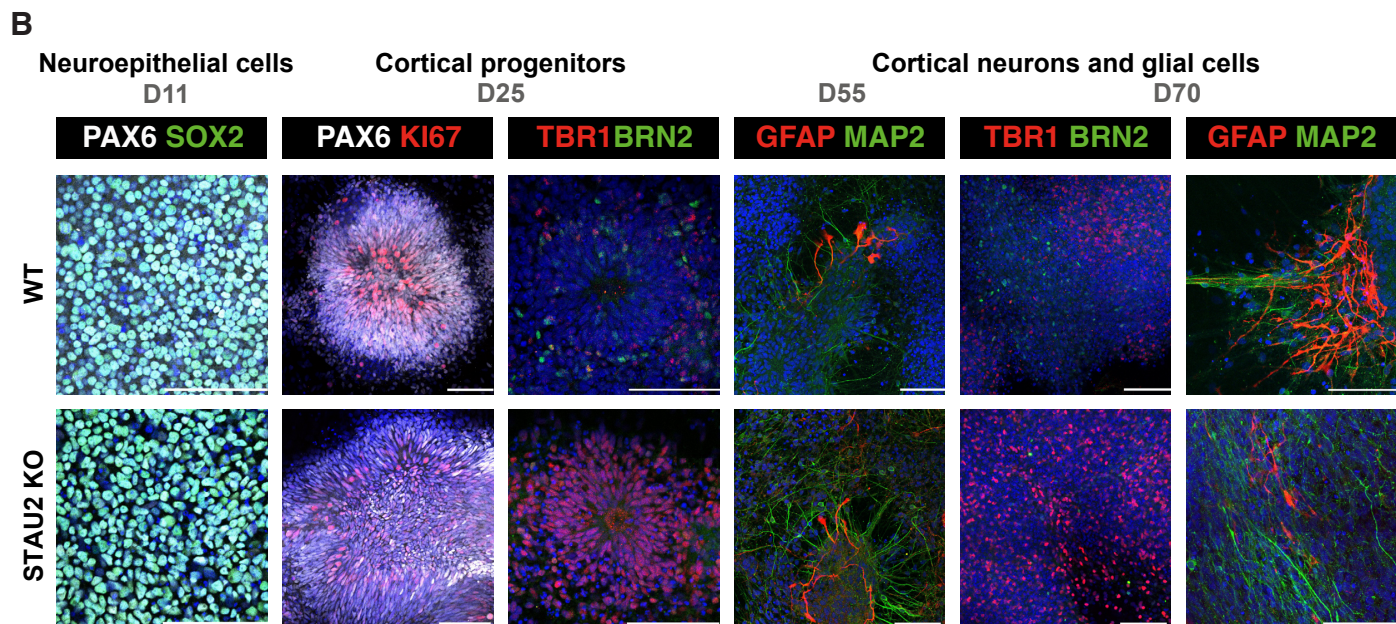 B
Neuroepithelial cells Cortical progenitors Cortical neurons and glial cells
D11 D25 D55 D70
PAX6 SOX2 PAX6 KI67 TBR1BRN2 GFAP MAP2 TBR1 BRN2 GFAP MAP2
WT
STAU2 KO